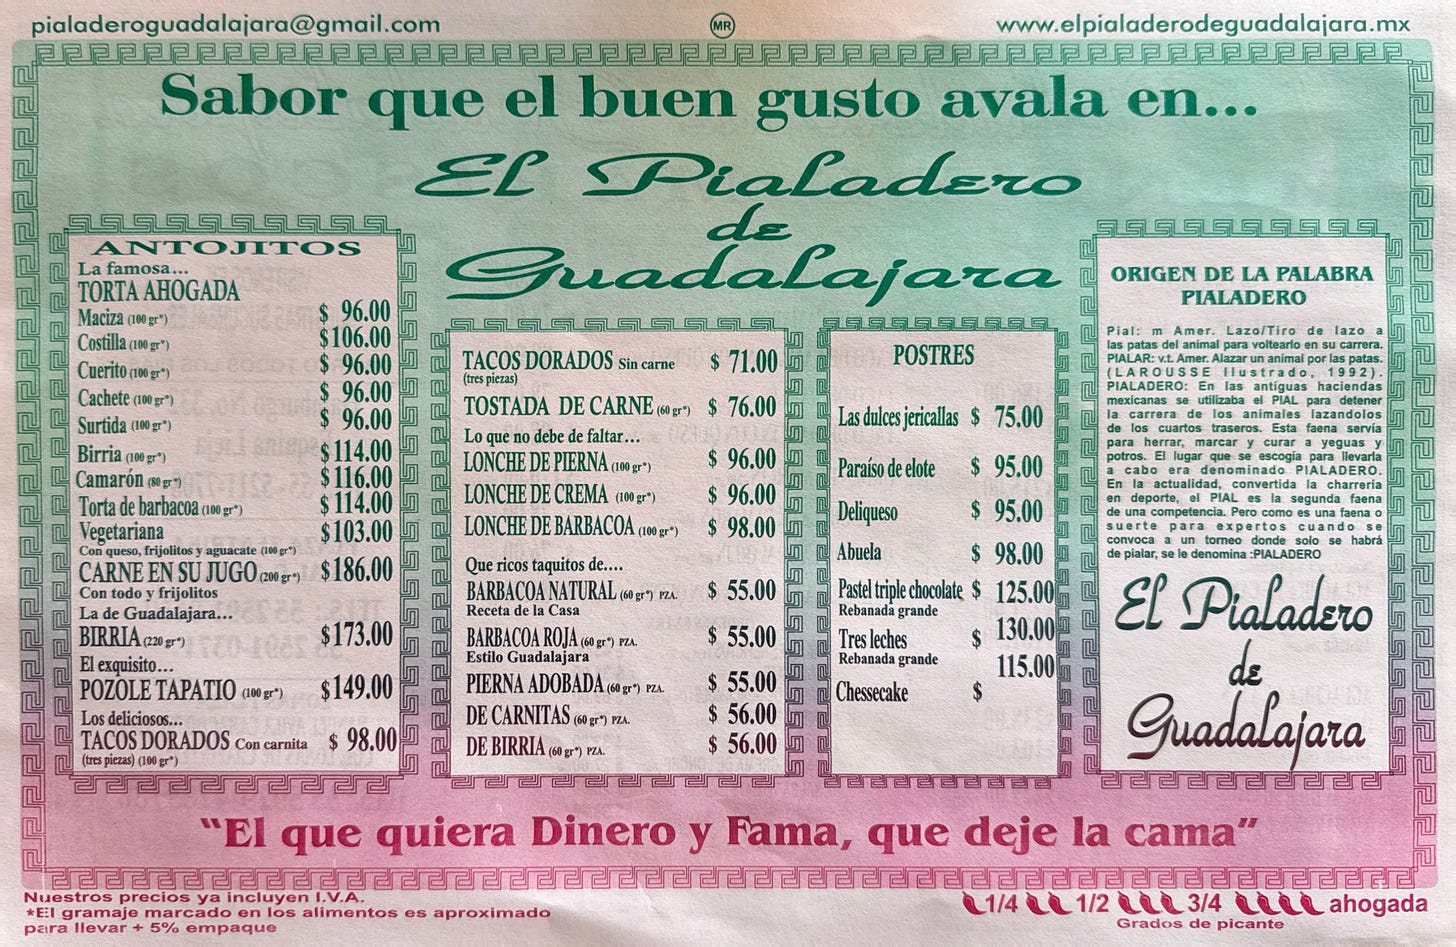 pialaderoguadalajara@gmail.com
MR
www.elpialaderodeguadalajara.mx
Sabor que el buen gusto avala en...
El Pialadero
de
Guadalajara
ANTOJITOS
La famosa...
TORTA AHOGADA
Maciza (100 gr*) $ 96.00
Costilla (100 gr*) $106.00
Cuerito (100 gr*) $ 96.00
Cachete (100 gr*) $ 96.00
Surtida (100 gr*) $ 96.00
Birria (100 gr*) $114.00
Camarón (80 gr*) $116.00
Torta de barbacoa (100 gr*) $114.00
Vegetariana $103.00
Con queso, frijolitos y aguacate (100 gr*)
CARNE EN SU JUGO (200 gr*) $186.00
Con todo y frijolitos
La de Guadalajara...
BIRRIA (220 gr*) $173.00
El exquisito...
POZOLE TAPATIO (100 gr*) $149.00
Los deliciosos...
TACOS DORADOS Con carnita $ 98.00
(tres piezas) (100 gr*)
TACOS DORADOS Sin carne $ 71.00
(tres piezas)
TOSTADA DE CARNE (60 gr*) $ 76.00
Lo que no debe de faltar...
LONCHE DE PIERNA (100 gr*) $ 96.00
LONCHE DE CREMA (100 gr*) $ 96.00
LONCHE DE BARBACOA (100 gr*) $ 98.00
Que ricos taquitos de....
BARBACOA NATURAL (60 gr*) PZA. $ 55.00
Receta de la Casa
BARBACOA ROJA (60 gr*) PZA. $ 55.00
Estilo Guadalajara
PIERNA ADOBADA (60 gr*) PZA. $ 55.00
DE CARNITAS (60 gr*) PZA. $ 56.00
DE BIRRIA (60 gr*) PZA. $ 56.00
POSTRES
Las dulces jericallas $ 75.00
Paraíso de elote $ 95.00
Deliqueso $ 95.00
Abuela $ 98.00
Pastel triple chocolate $ 125.00
Rebanada grande
Tres leches $ 130.00
Rebanada grande 115.00
Chessecake $
ORIGEN DE LA PALABRA
PIALADERO
Pial: m Amer. Lazo/Tiro de lazo a
las patas del animal para voltearlo en su carrera.
PIALAR: v.t. Amer. Alazar un animal por las patas.
(LAROUSSE Ilustrado, 1992).
PIALADERO: En las antiguas haciendas
mexicanas se utilizaba el PIAL para detener
la carrera de los animales lazandolos
de los cuartos traseros. Esta faena servía
para herrar, marcar y curar a yeguas y
potros. El lugar que se escogía para llevarla
a cabo era denominado PIALADERO.
En la actualidad, convertida la charrería
en deporte, el PIAL es la segunda faena
de una competencia. Pero como es una faena o
suerte para expertos cuando se
convoca a un torneo donde solo se habrá
de pialar, se le denomina :PIALADERO
El Pialadero
de
Guadalajara
"El que quiera Dinero y Fama, que deje la cama"
Nuestros precios ya incluyen I.V.A.
*El gramaje marcado en los alimentos es aproximado
para llevar + 5% empaque
1/4 1/2 3/4 ahogada
Grados de picante